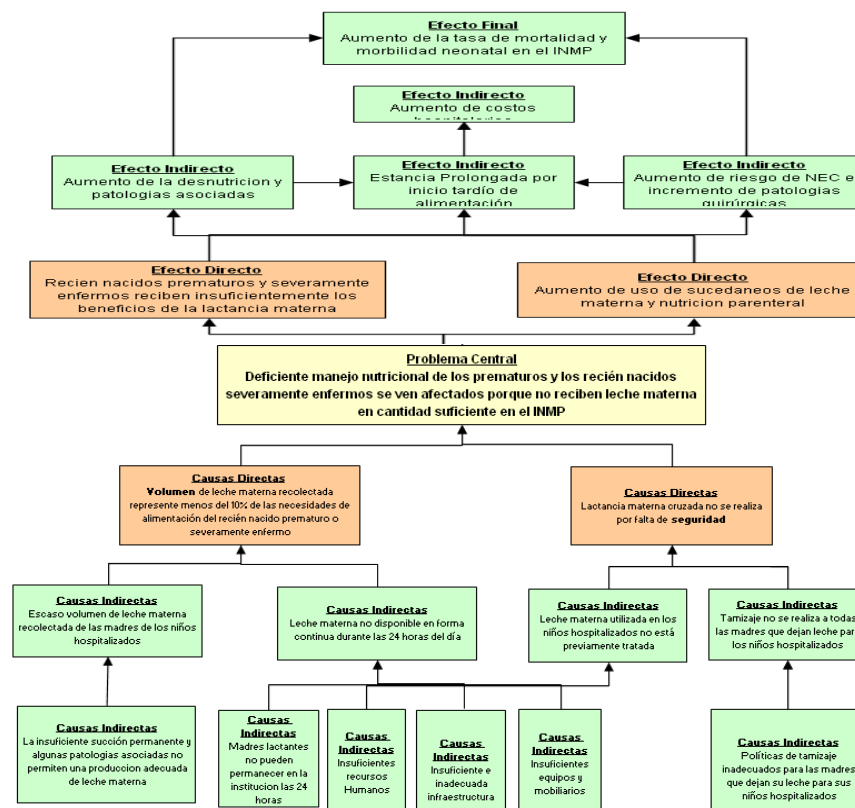 Efecto Final
Aumento de la tasa de mortalidad y
morbilidad neonatal en el INMP
Efecto Indirecto
Aumento de costos
Efecto Indirecto
Aumento de la desnutricion y
patologias asociadas
Efecto Indirecto
Estancia Prolongada por
inicio tardío de
alimentación
Efecto Indirecto
Aumento de riesgo de NEC e
incremento de patologias
quirúrgicas
Efecto Directo
Recien nacidos prematuros y severamente
enfermos reciben insuficientemente los
beneficios de la lactancia materna
Efecto Directo
Aumento de uso de sucedaneos de leche
materna y nutricion parenteral
Problema Central
Deficiente manejo nutricional de los prematuros y los recién nacidos
severamente enfermos se ven afectados porque no reciben leche materna
en cantidad suficiente en el INMP
Causas Directas
Volumen de leche materna recolectada
represente menos del 10% de las necesidades de
alimentación del recién nacido prematuro o
severamente enfermo
Causas Directas
Lactancia materna cruzada no se realiza
por falta de seguridad
Causas Indirectas
Escaso volumen de leche materna
recolectada de las madres de los niños
hospitalizados
Causas Indirectas
Leche materna no disponible en forma
continua durante las 24 horas del día
Causas Indirectas
Leche materna utilizada en los
niños hospitalizados no está
previamente tratada
Causas Indirectas
Tamizaje no se realiza a todas
las madres que dejan leche para
los niños hospitalizados
Causas Indirectas
La insuficiente succión permanente y
algunas patologías asociadas no
permiten una produccion adecuada
de leche materna
Causas
Indirectas
Madres lactantes
no pueden
permanecer en la
institucion las 24
horas
Causas
Indirectas
Insuficientes
recursos
Humanos
Causas
Indirectas
Insuficiente e
inadecuada
infraestructura
Causas
Indirectas
Insuficientes
equipos y
mobiliarios
Causas Indirectas
Políticas de tamizaje
inadecuados para las madres
que dejan su leche para sus
niños hospitalizados